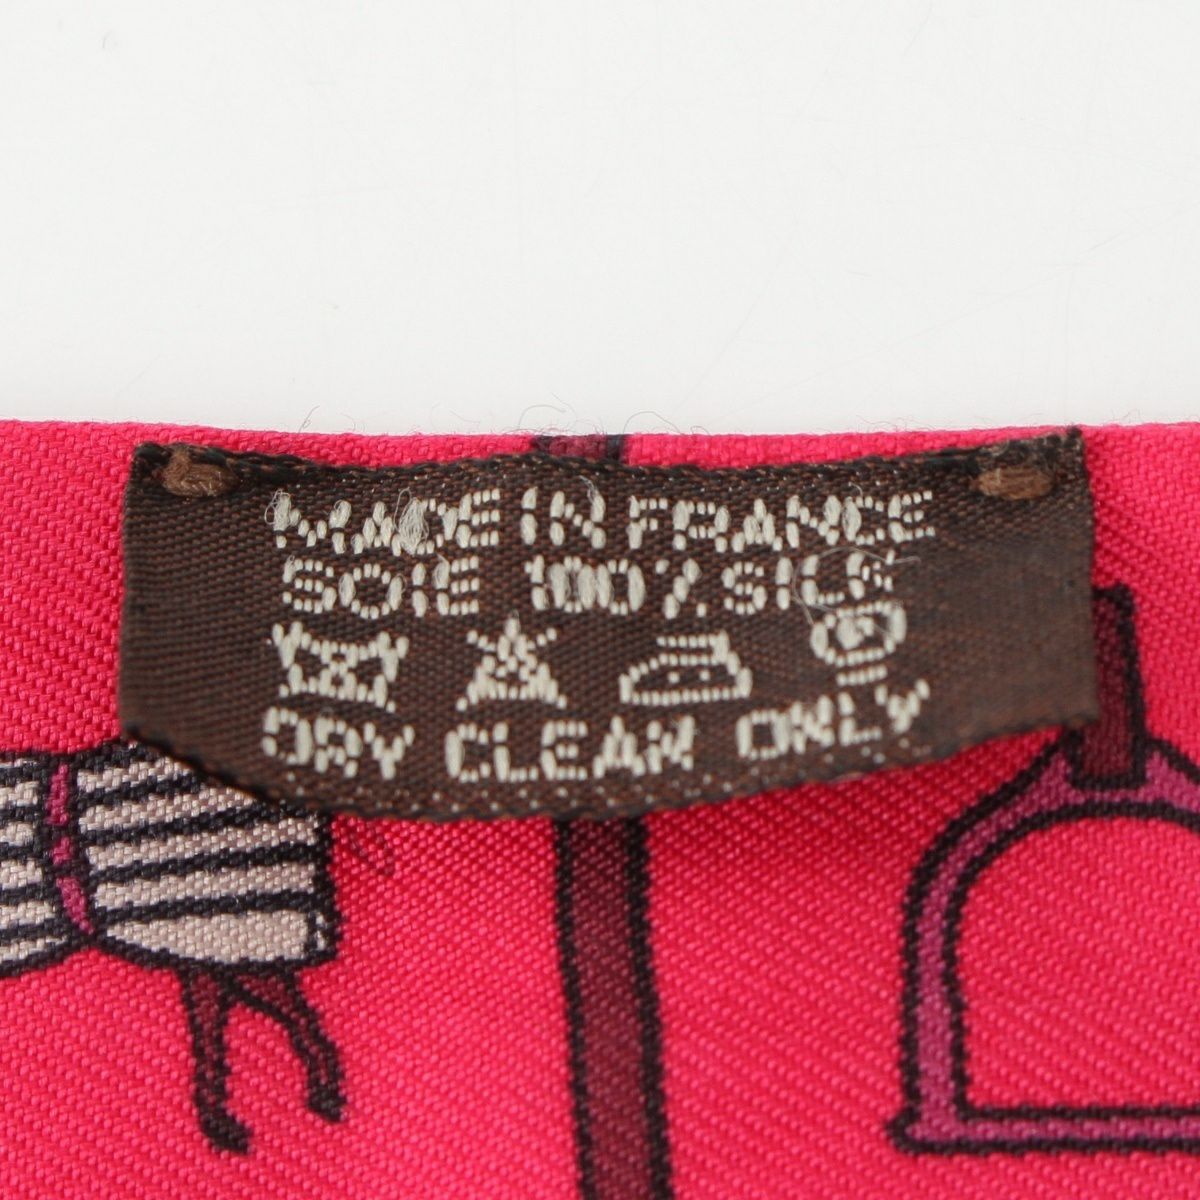 MADE IN FRANCE
SOIE 100% SILK
DRY CLEAN ONLY